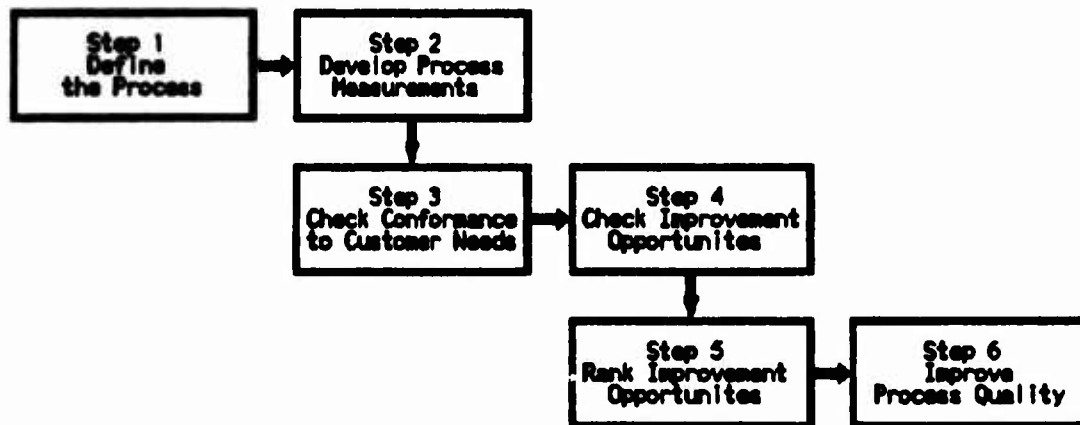 Step 1
Define
the Process
Step 2
Develop Process
Measurements
Step 3
Check Conformance
to Customer Needs
Step 4
Check Improvement
Opportunites
Step 5
Rank Improvement
Opportunites
Step 6
Improve
Process Quality